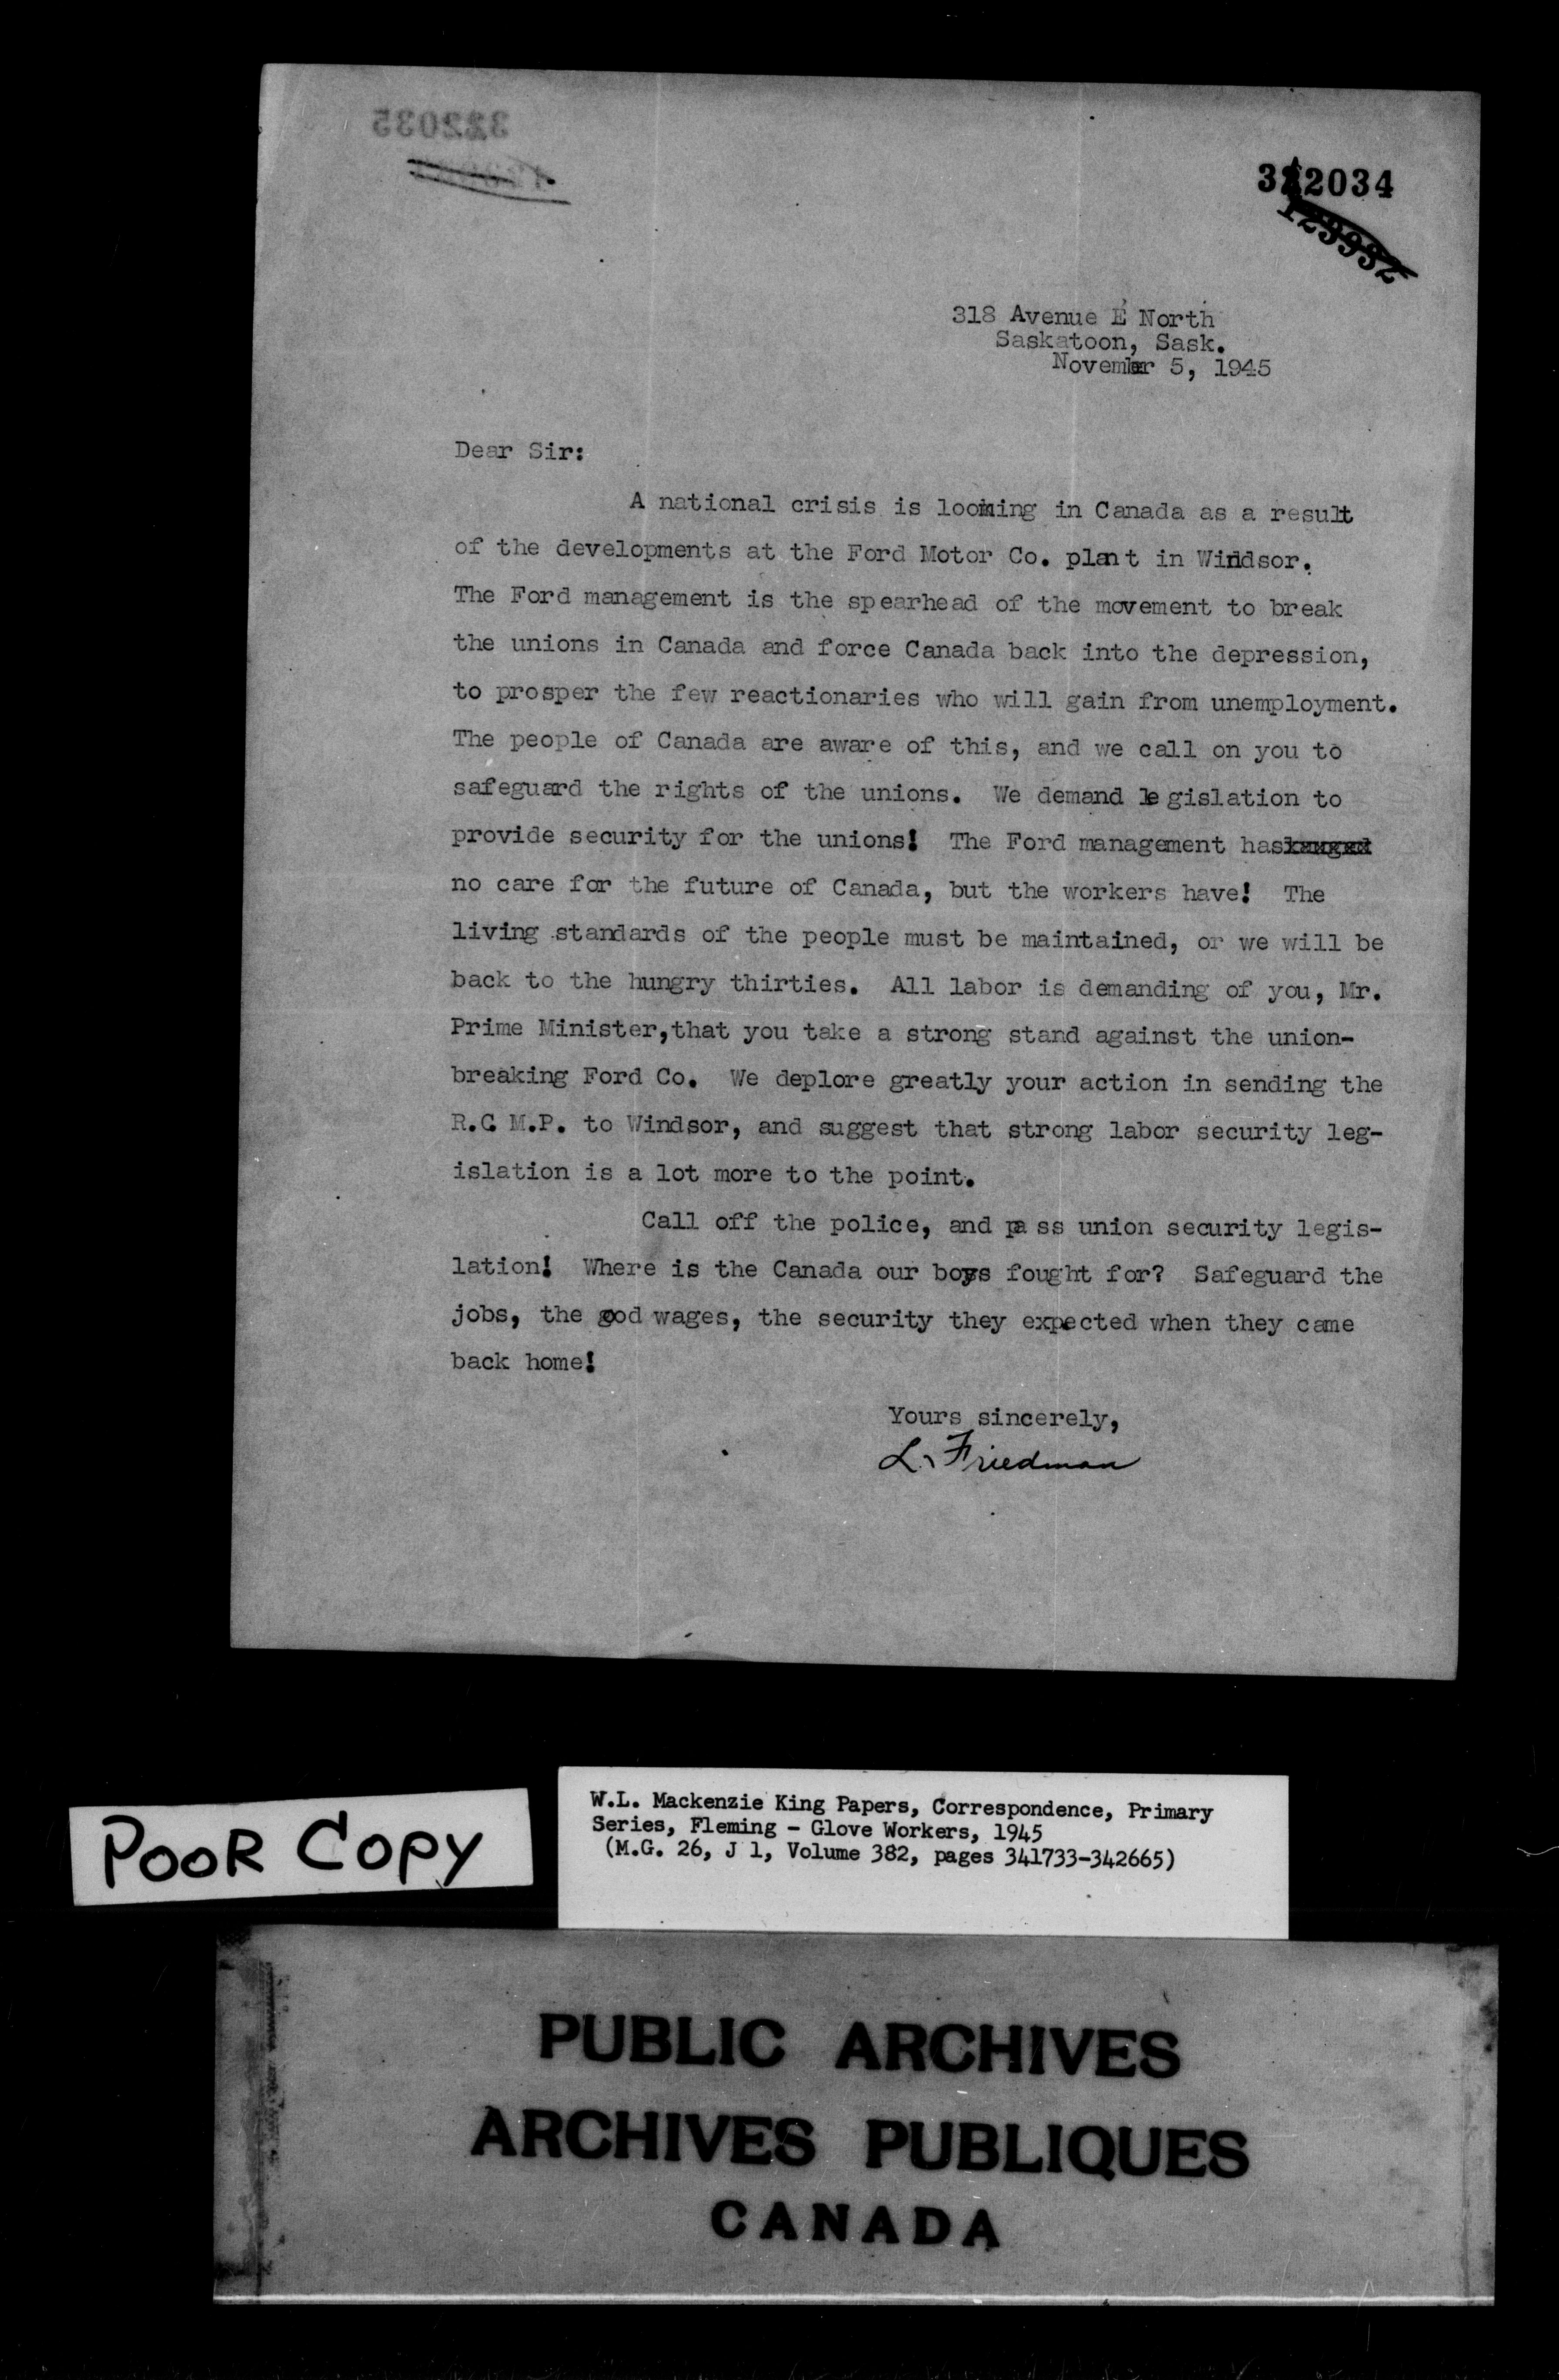 322035
342034
123932
318 Avenue E North
Saskatoon, Sask.
November 5, 1945
Dear Sir:
A national crisis is looming in Canada as a result
of the developments at the Ford Motor Co. plant in Windsor.
The Ford management is the spearhead of the movement to break
the unions in Canada and force Canada back into the depression,
to prosper the few reactionaries who will gain from unemployment.
The people of Canada are aware of this, and we call on you to
safeguard the rights of the unions. We demand legislation to
provide security for the unions! The Ford management has
no care for the future of Canada, but the workers have! The
living standards of the people must be maintained, or we will be
back to the hungry thirties. All labor is demanding of you, Mr.
Prime Minister,that you take a strong stand against the union-
breaking Ford Co. We deplore greatly your action in sending the
R.C.M.P. to Windsor, and suggest that strong labor security leg-
islation is a lot more to the point.
Call off the police, and pass union security legis-
lation! Where is the Canada our boys fought for? Safeguard the
jobs, the good wages, the security they expected when they came
back home!
Yours sincerely,
L. Friedman
POOR COPY
W.L. Mackenzie King Papers, Correspondence, Primary
Series, Fleming - Glove Workers, 1945
(M.G. 26, J 1, Volume 382, pages 341733-342665)
PUBLIC ARCHIVES
ARCHIVES PUBLIQUES
CANADA